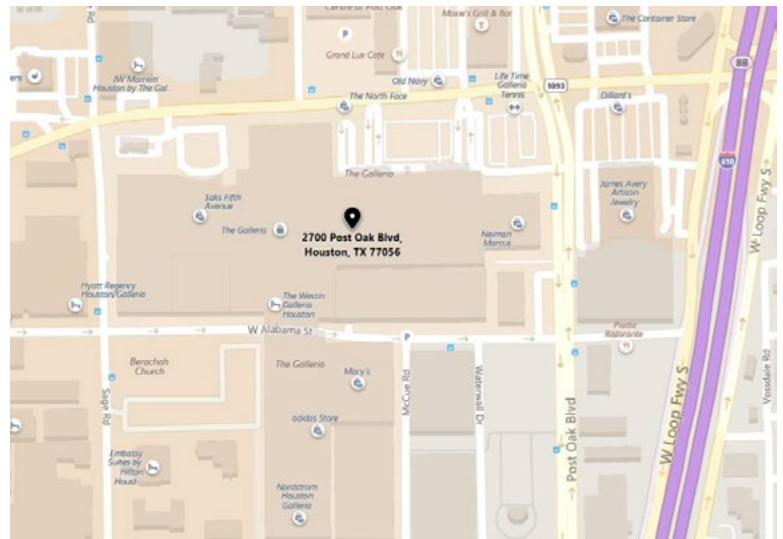 Centre at Post Oak
Moxie's Grill & Bar
The Container Store
Rd
P
Grand Lux Cafe
JW Marriott
Houston by The Gal...
Old Navy
Life Time
Galleria
Tennis
1093
BB
The North Face
Dillard's
610
The Galleria
Saks Fifth
Avenue
The Galleria
2700 Post Oak Blvd,
Houston, TX 77056
Neiman
Marcus
James Avery
Artisan
Jewelry
W Loop Fwy S
W Loop Fwy S
Hyatt Regency
Houston/Galleria
The Westin
Galleria
Houston
W Alabama St
P
Ristorante
Berachah
Church
The Galleria
Macy's
adidas Store
Sage Rd
McCue Rd
Waterwall Dr
Post Oak Blvd
Vossdale Rd
Embassy
Suites by
Hilton
Houst...
Nordstrom
Houston
Galleria